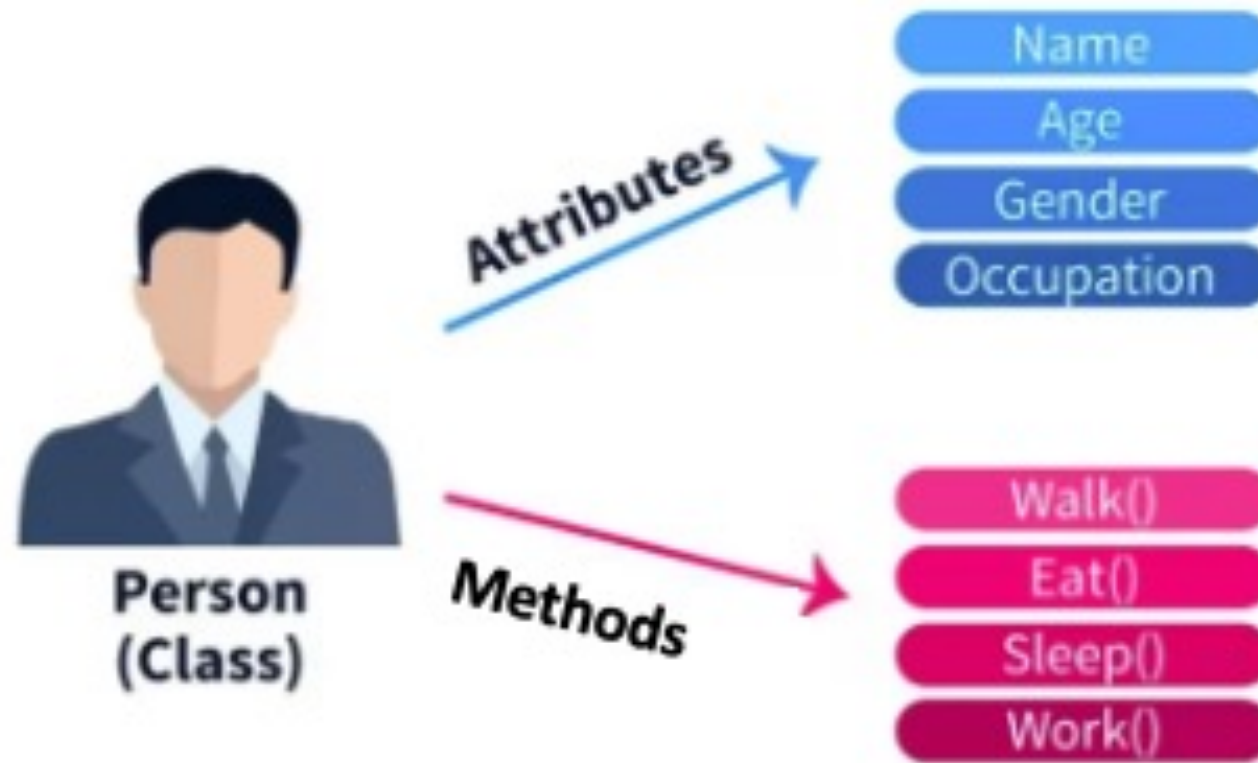 Name
Age
Gender
Occupation
Attributes
Person
(Class)
Methods
Walk()
Eat()
Sleep()
Work()